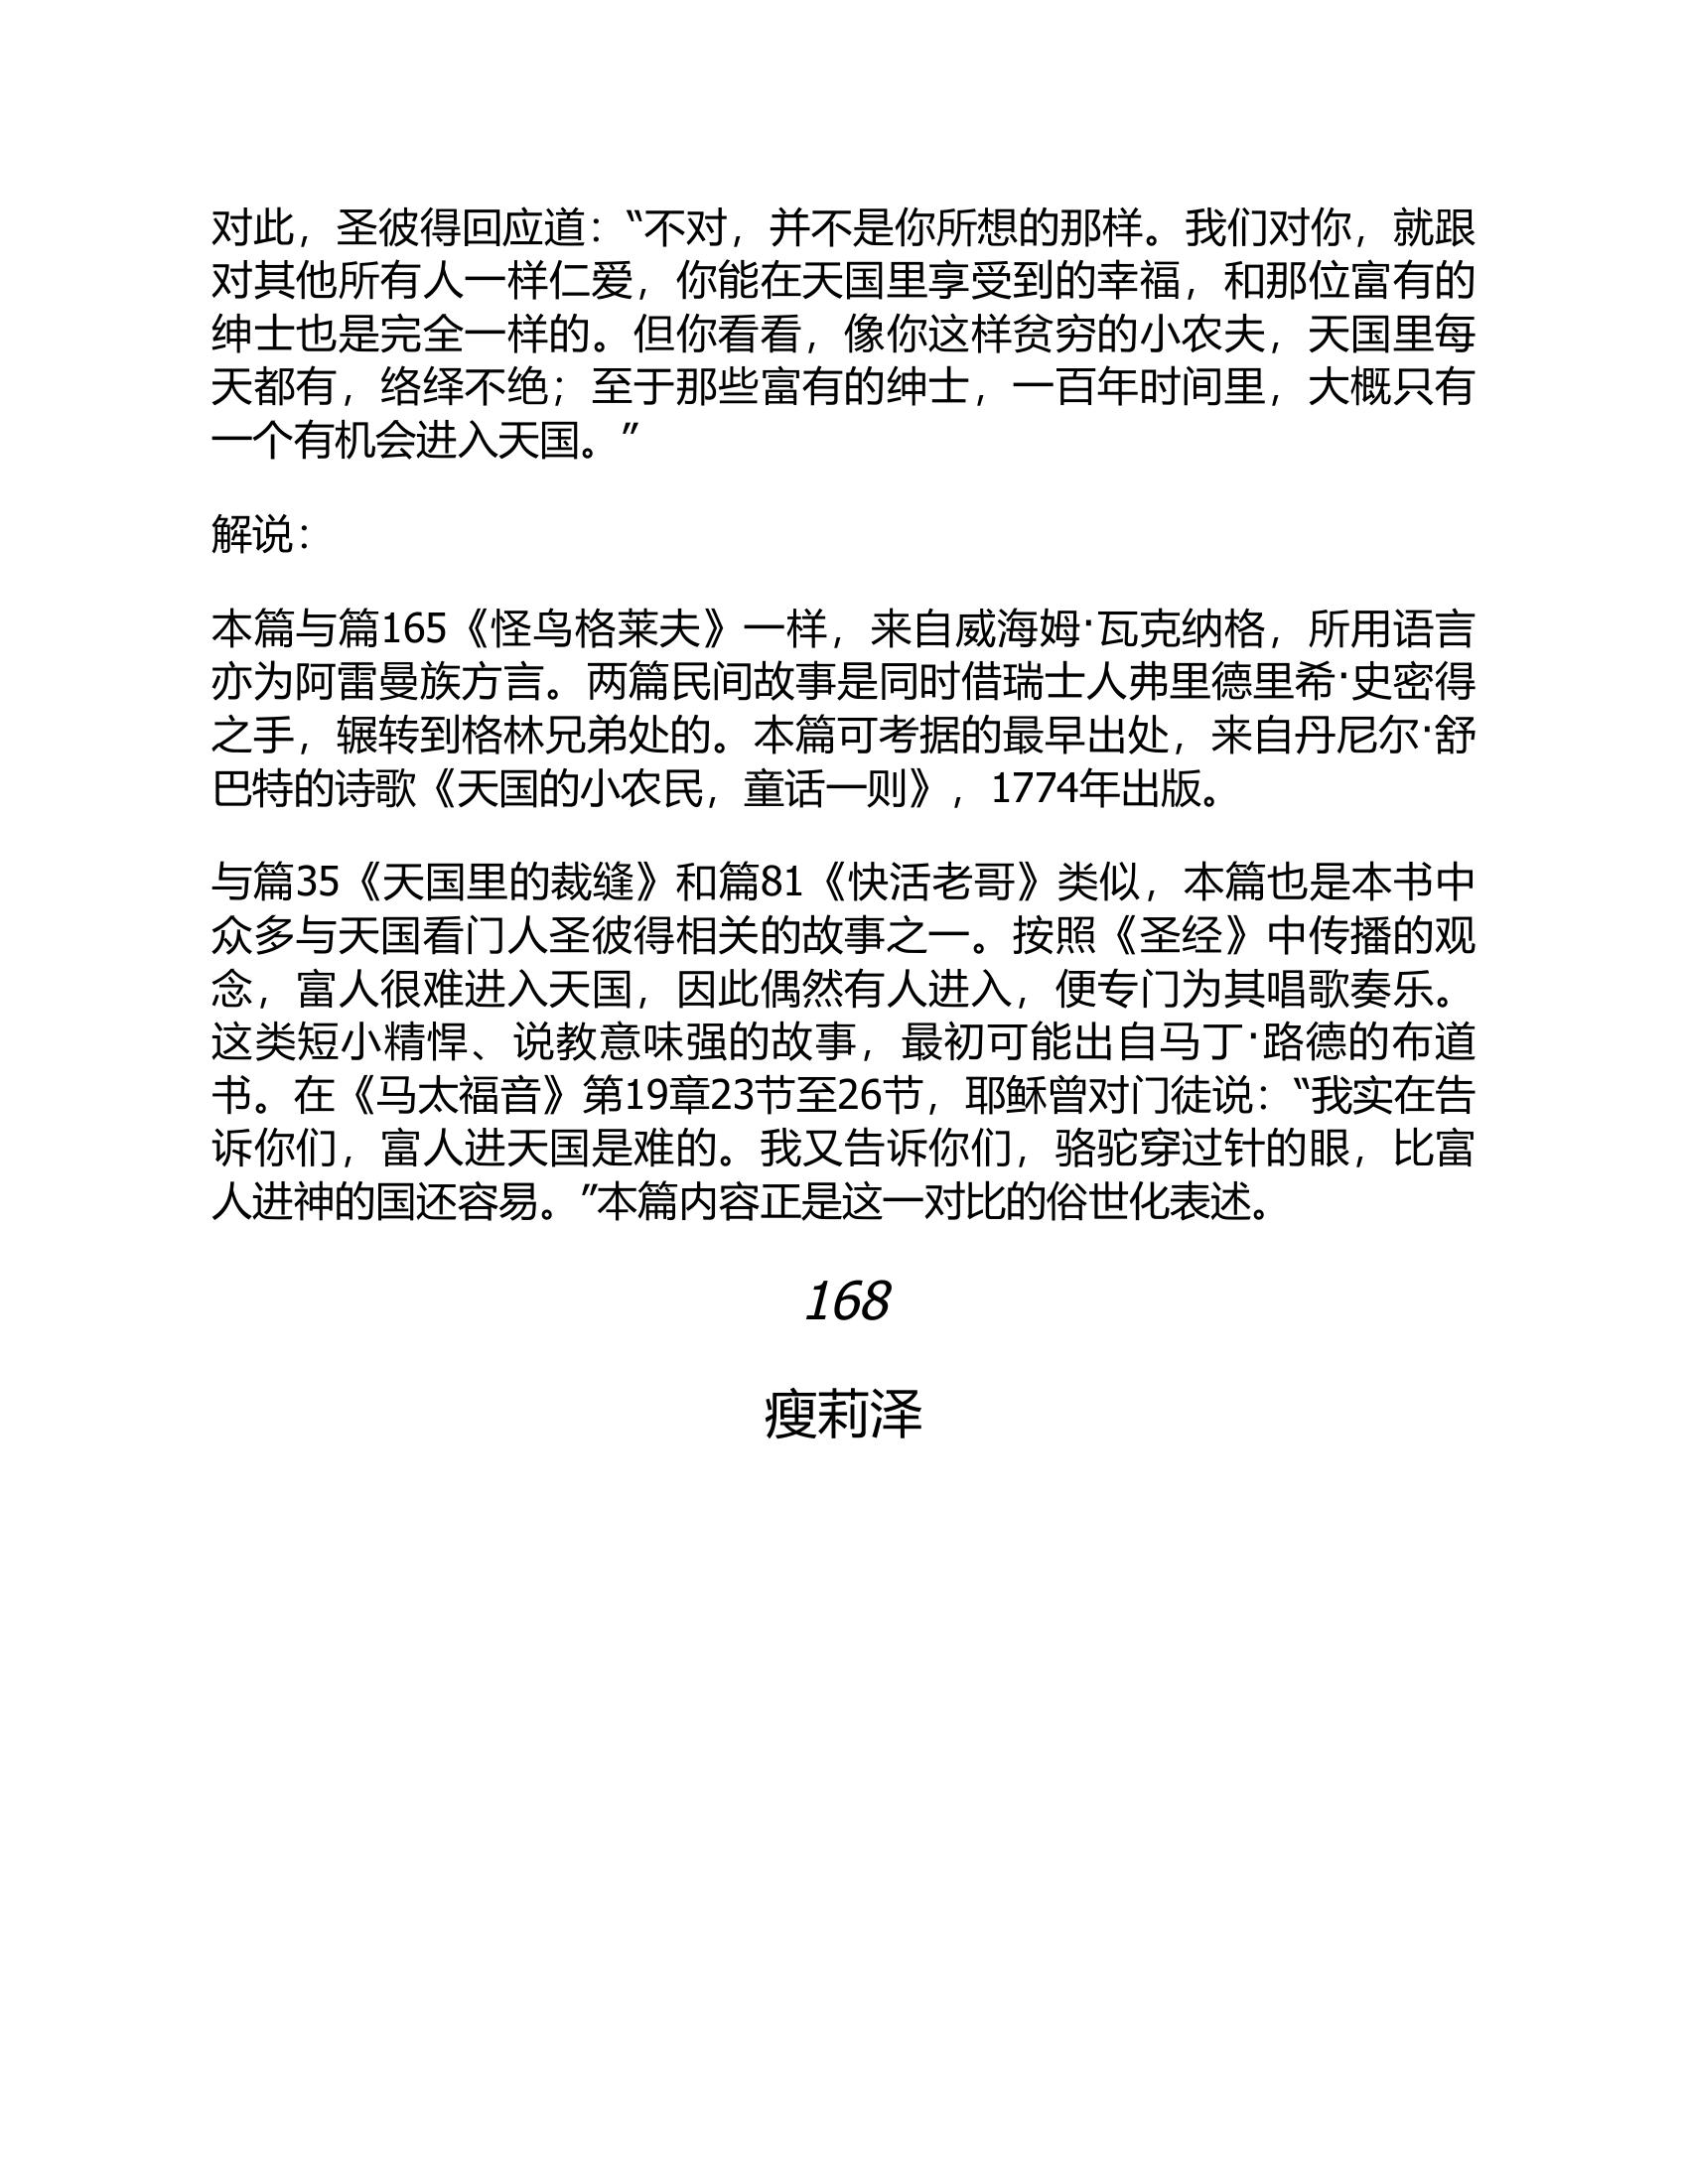 对此，圣彼得回应道：“不对，并不是你所想的那样。我们对你，就跟
对其他所有人一样仁爱，你能在天国里享受到的幸福，和那位富有的
绅士也是完全一样的。但你看看，像你这样贫穷的小农夫，天国里每
天都有，络绎不绝；至于那些富有的绅士，一百年时间里，大概只有
一个有机会进入天国。”
解说：
本篇与篇165《怪鸟格莱夫》一样，来自威海姆·瓦克纳格，所用语言
亦为阿雷曼族方言。两篇民间故事是同时借瑞士人弗里德里希·史密得
之手，辗转到格林兄弟处的。本篇可考据的最早出处，来自丹尼尔·舒
巴特的诗歌《天国的小农民，童话一则》，1774年出版。
与篇35《天国里的裁缝》和篇81《快活老哥》类似，本篇也是本书中
众多与天国看门人圣彼得相关的故事之一。按照《圣经》中传播的观
念，富人很难进入天国，因此偶然有人进入，便专门为其唱歌奏乐。
这类短小精悍、说教意味强的故事，最初可能出自马丁·路德的布道
书。在《马太福音》第19章23节至26节，耶稣曾对门徒说：“我实在告
诉你们，富人进天国是难的。我又告诉你们，骆驼穿过针的眼，比富
人进神的国还容易。”本篇内容正是这一对比的俗世化表述。
168
瘦莉泽